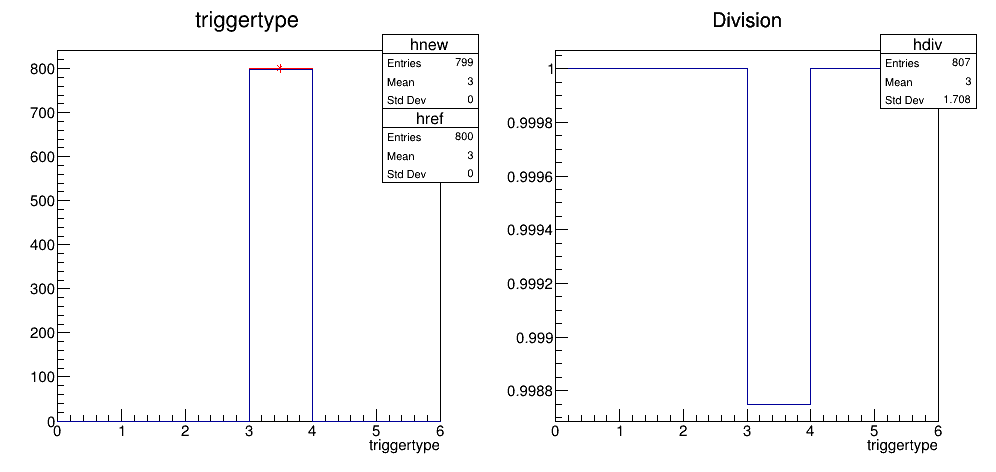 triggertype
hnew
Entries 799
Mean 3
Std Dev 0
href
Entries 800
Mean 3
Std Dev 0
800
700
600
500
400
300
200
100
0
0 1 2 3 4 5 6
triggertype
Division
hdiv
Entries 807
Mean 3
Std Dev 1.708
1
0.9998
0.9996
0.9994
0.9992
0.999
0.9988
0 1 2 3 4 5 6
triggertype